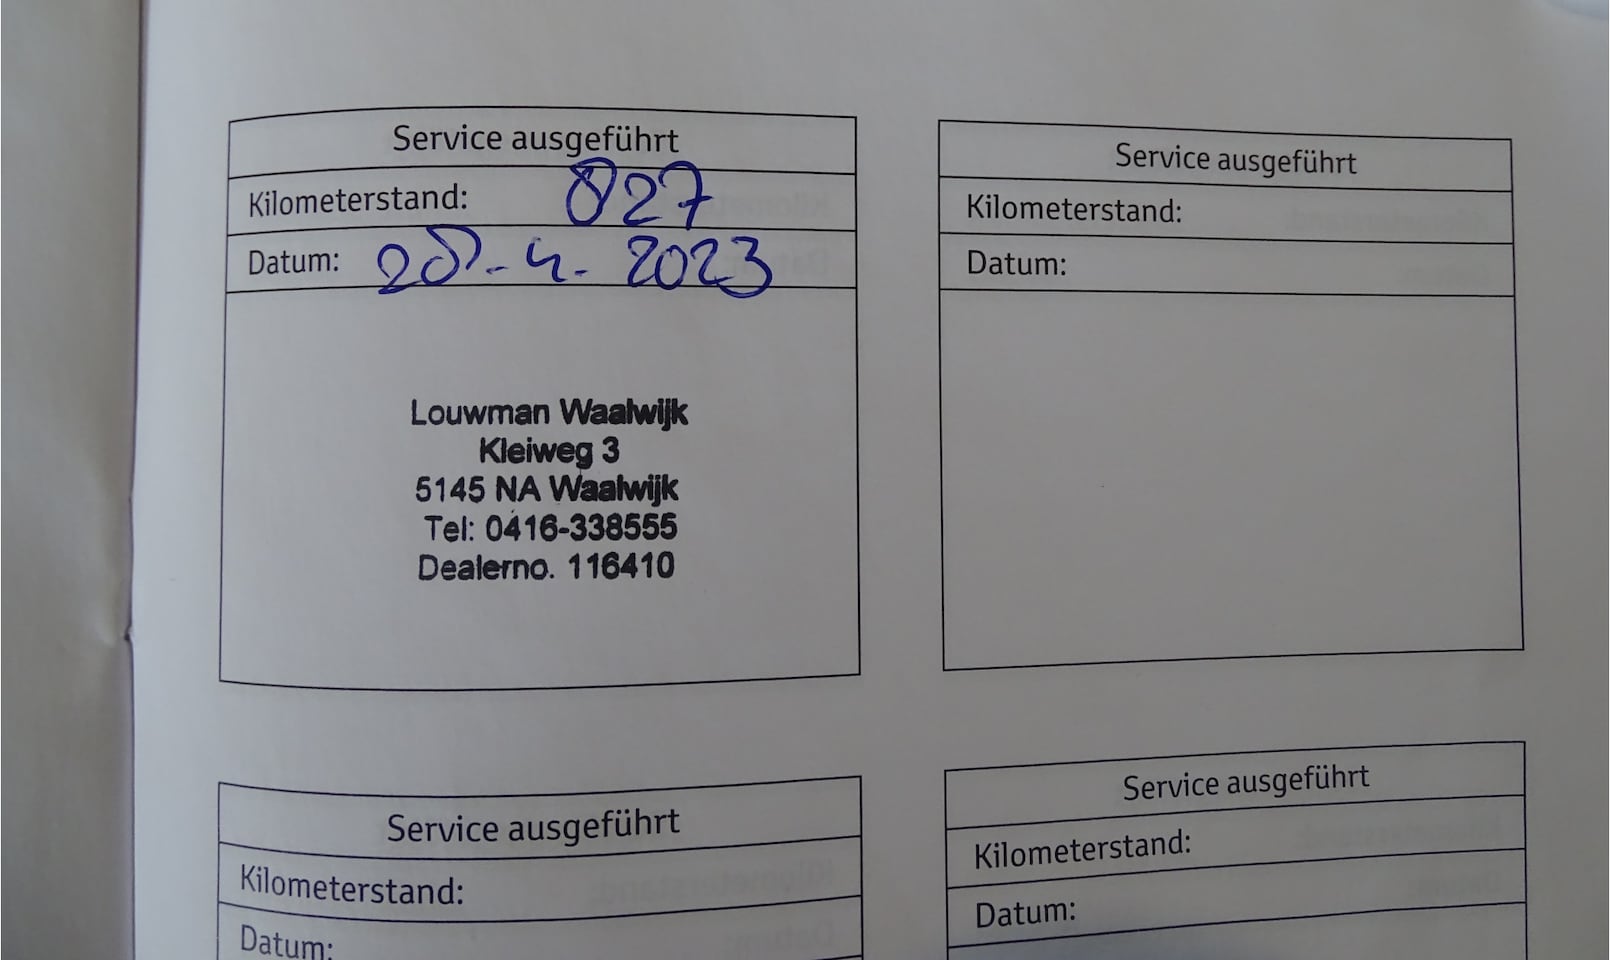 Service ausgeführt
Kilometerstand: 827
Datum: 28.-4. 2023
Louwman Waalwijk
Kleiweg 3
5145 NA Waalwijk
Tel: 0416-338555
Dealerno. 116410
Service ausgeführt
Kilometerstand:
Datum:
Service ausgeführt
Kilometerstand:
Datum:
Service ausgeführt
Kilometerstand:
Datum: